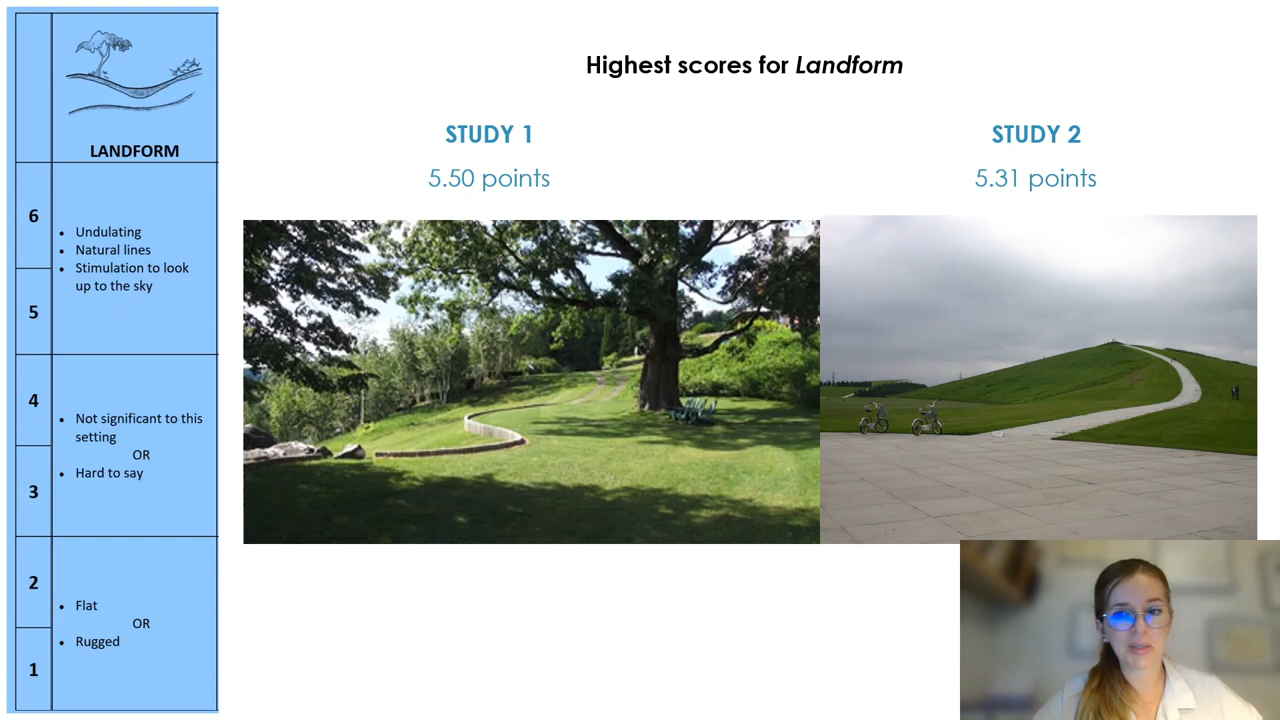 LANDFORM
6
• Undulating
• Natural lines
• Stimulation to look
up to the sky
5
4
• Not significant to this
setting
OR
• Hard to say
3
2
• Flat
OR
• Rugged
1
Highest scores for Landform
STUDY 1
5.50 points
STUDY 2
5.31 points